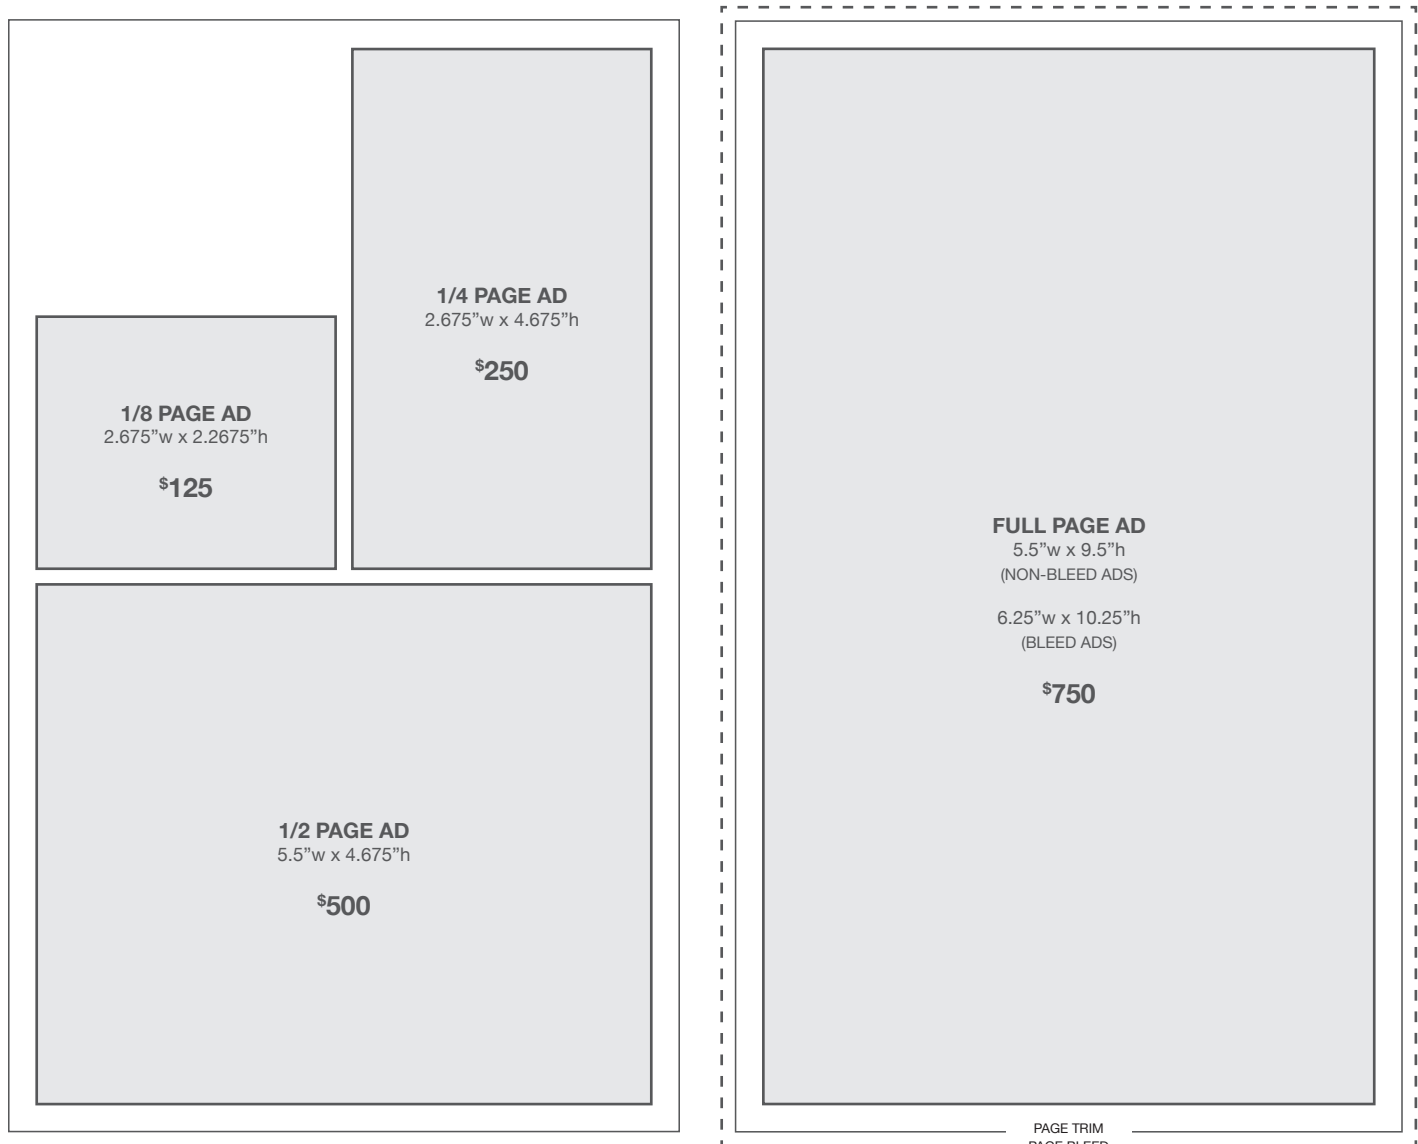 1/4 PAGE AD
2.675”w x 4.675”h
$250
1/8 PAGE AD
2.675”w x 2.2675”h
$125
1/2 PAGE AD
5.5”w x 4.675”h
$500
FULL PAGE AD
5.5”w x 9.5”h
(NON-BLEED ADS)
6.25”w x 10.25”h
(BLEED ADS)
$750
PAGE TRIM
PAGE BLEED